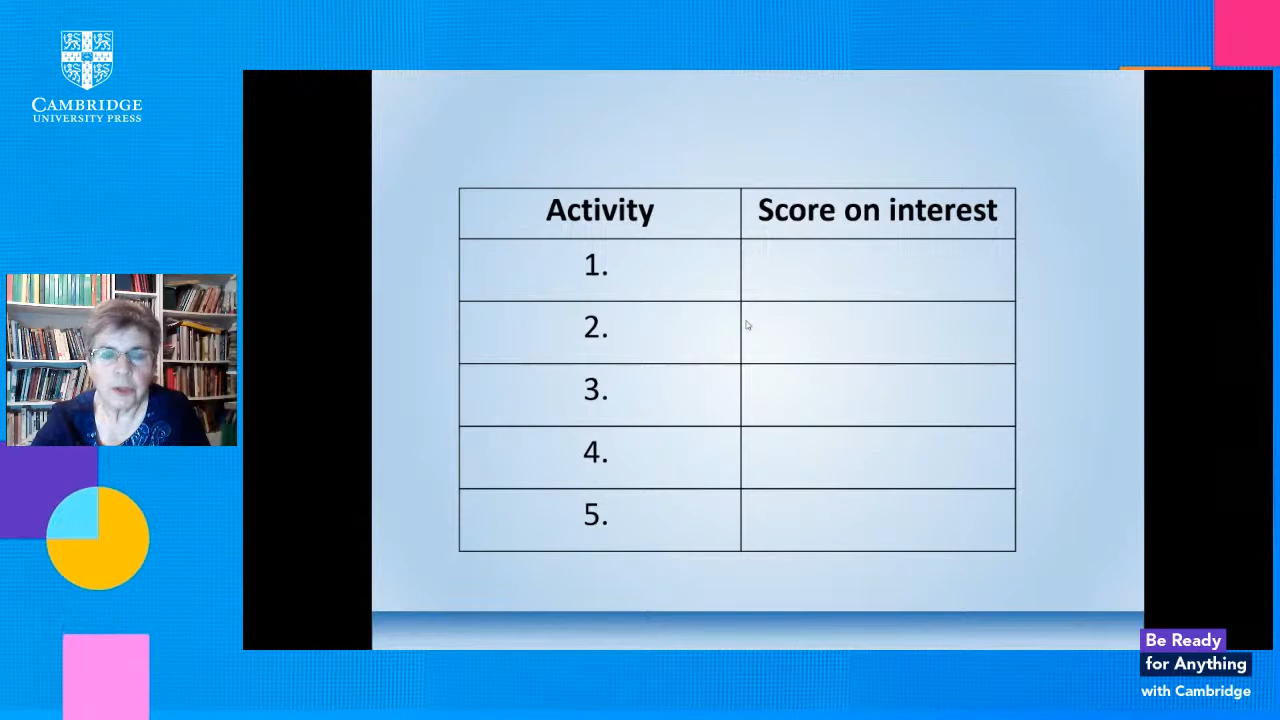 CAMBRIDGE
UNIVERSITY PRESS
Activity
Score on interest
1.
2.
3.
4.
5.
Be Ready
for Anything
with Cambridge